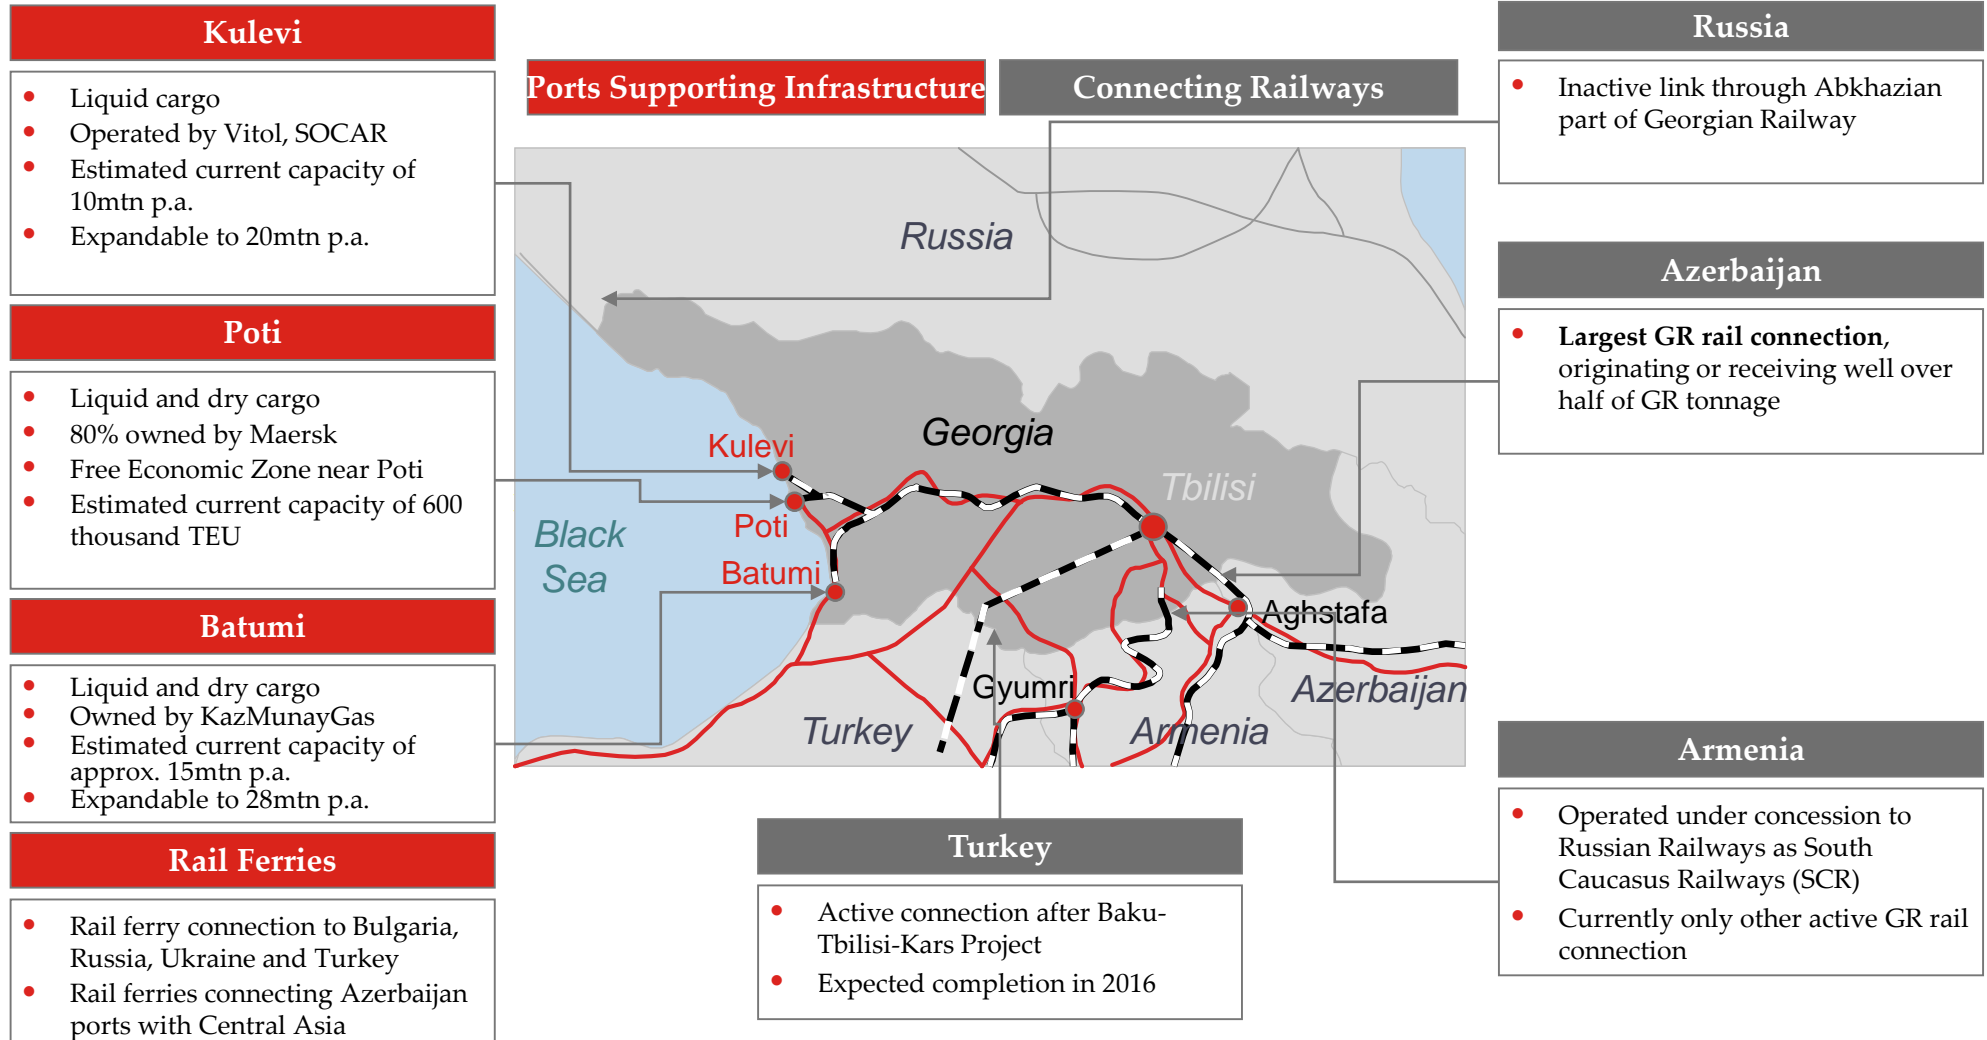 Kulevi
Liquid cargo
Operated by Vitol, SOCAR
Estimated current capacity of
10mtn p.a.
Expandable to 20mtn p.a.
Poti
Liquid and dry cargo
80% owned by Maersk
Free Economic Zone near Poti
Estimated current capacity of 600
thousand TEU
Batumi
Liquid and dry cargo
Owned by KazMunayGas
Estimated current capacity of
approx. 15mtn p.a.
Expandable to 28mtn p.a.
Rail Ferries
Rail ferry connection to Bulgaria,
Russia, Ukraine and Turkey
Rail ferries connecting Azerbaijan
ports with Central Asia
Ports Supporting Infrastructure
Connecting Railways
Russia
Georgia
Kulevi
Tbilisi
Poti
Black
Sea
Batumi
Aghstafa
Gyumri
Azerbaijan
Turkey
Armenia
Turkey
Active connection after Baku-
Tbilisi-Kars Project
Expected completion in 2016
Russia
Inactive link through Abkhazian
part of Georgian Railway
Azerbaijan
Largest GR rail connection,
originating or receiving well over
half of GR tonnage
Armenia
Operated under concession to
Russian Railways as South
Caucasus Railways (SCR)
Currently only other active GR rail
connection